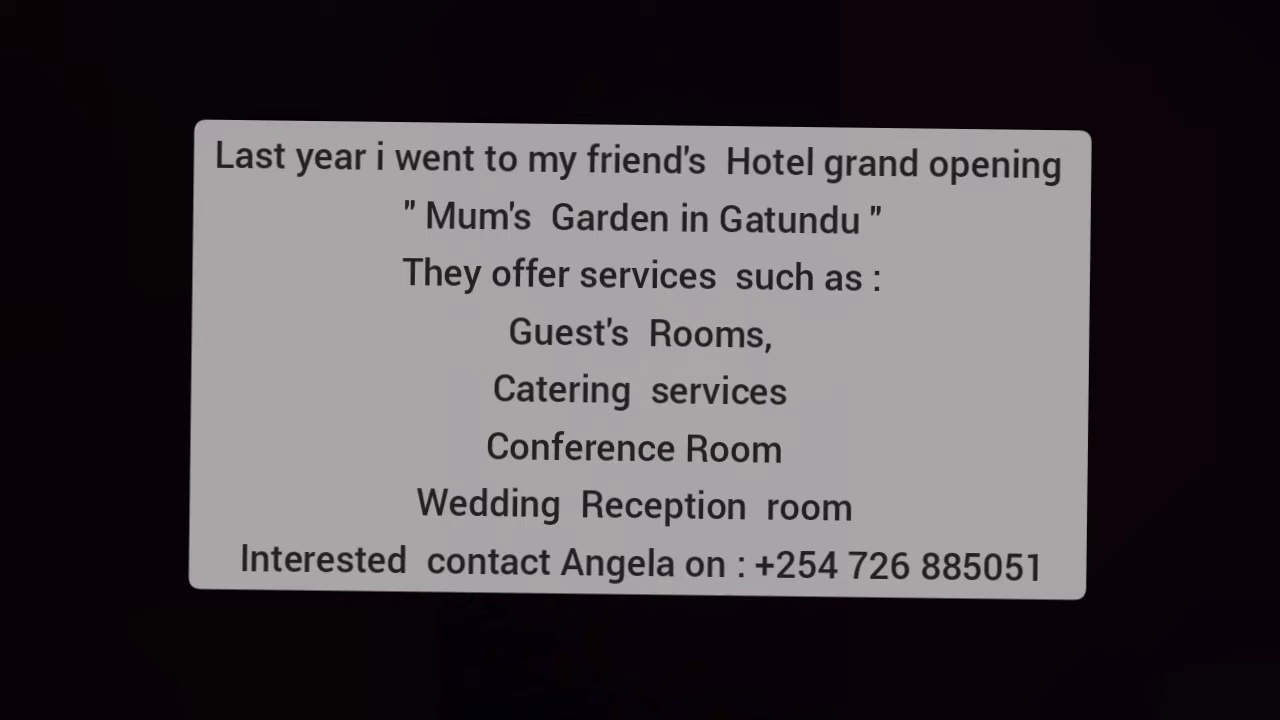 Last year i went to my friend's Hotel grand opening
" Mum's Garden in Gatundu "
They offer services such as :
Guest's Rooms,
Catering services
Conference Room
Wedding Reception room
Interested contact Angela on : +254 726 885051